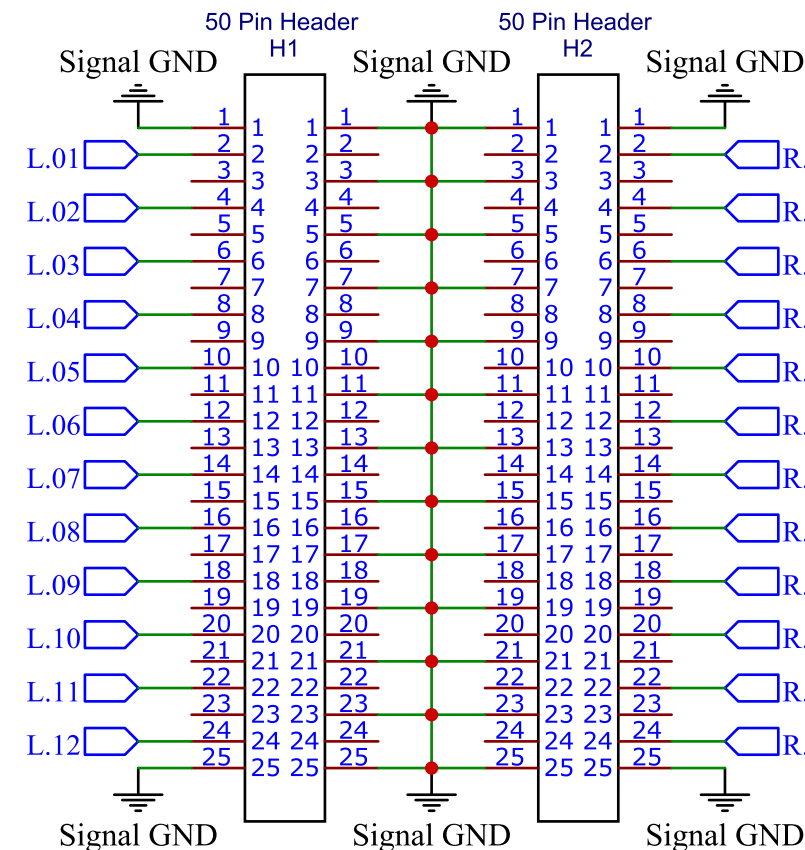 50 Pin Header 50 Pin Header
H1 H2
Signal GND Signal GND Signal GND
1 1 1 1 1 1 1 1
L.01 2 2 2 2 2 2 2 2 R.
3 3 3 3 3 3 3 3
L.02 4 4 4 4 4 4 4 4 R.
5 5 5 5 5 5 5 5
L.03 6 6 6 6 6 6 6 6 R.
7 7 7 7 7 7 7 7
L.04 8 8 8 8 8 8 8 8 R.
9 9 9 9 9 9 9 9
L.05 10 10 10 10 10 10 10 10 R.
11 11 11 11 11 11 11 11
L.06 12 12 12 12 12 12 12 12 R.
13 13 13 13 13 13 13 13
L.07 14 14 14 14 14 14 14 14 R.
15 15 15 15 15 15 15 15
L.08 16 16 16 16 16 16 16 16 R.
17 17 17 17 17 17 17 17
L.09 18 18 18 18 18 18 18 18 R.
19 19 19 19 19 19 19 19
L.10 20 20 20 20 20 20 20 20 R.
21 21 21 21 21 21 21 21
L.11 22 22 22 22 22 22 22 22 R.
23 23 23 23 23 23 23 23
L.12 24 24 24 24 24 24 24 24 R.
25 25 25 25 25 25 25 25
Signal GND Signal GND Signal GND